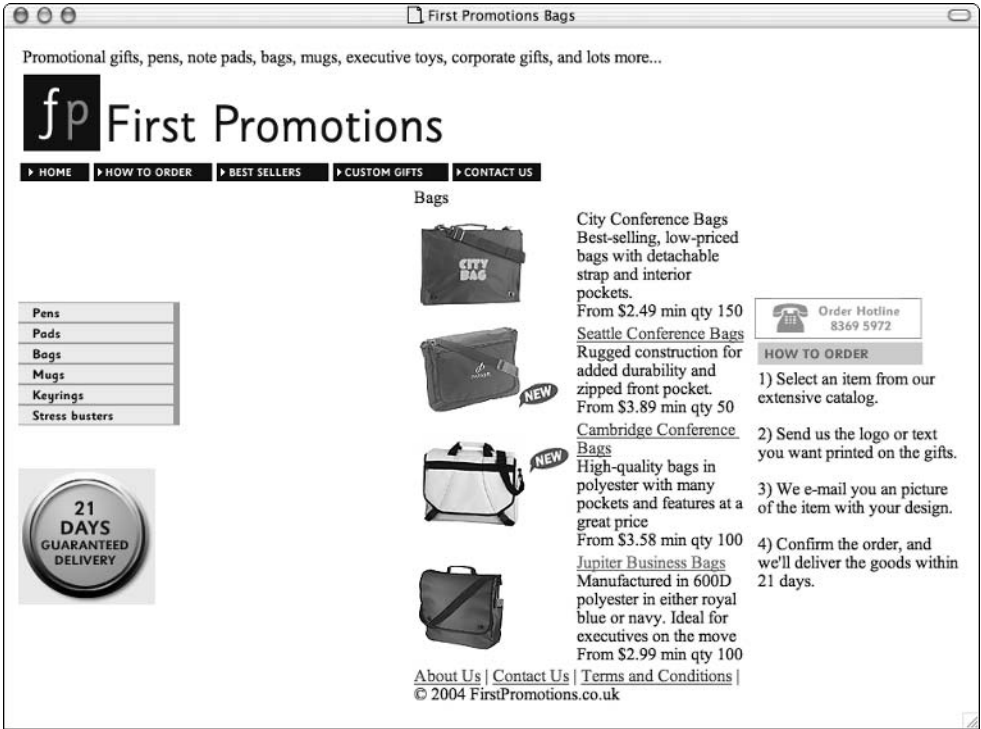 First Promotions Bags
Promotional gifts, pens, note pads, bags, mugs, executive toys, corporate gifts, and lots more...
fp First Promotions
HOME HOW TO ORDER BEST SELLERS CUSTOM GIFTS CONTACT US
Pens
Pads
Bags
Mugs
Keyrings
Stress busters
21
DAYS
GUARANTEED
DELIVERY
Bags
CITY
BAG
City Conference Bags
Best-selling, low-priced
bags with detachable
strap and interior
pockets.
From $2.49 min qty 150
NEW
Seattle Conference Bags
Rugged construction for
added durability and
zipped front pocket.
From $3.89 min qty 50
NEW
Cambridge Conference
Bags
High-quality bags in
polyester with many
pockets and features at a
great price
From $3.58 min qty 100
Jupiter Business Bags
Manufactured in 600D
polyester in either royal
blue or navy. Ideal for
executives on the move
From $2.99 min qty 100
About Us | Contact Us | Terms and Conditions |
© 2004 FirstPromotions.co.uk
Order Hotline
8369 5972
HOW TO ORDER
1) Select an item from our
extensive catalog.
2) Send us the logo or text
you want printed on the gifts.
3) We e-mail you an picture
of the item with your design.
4) Confirm the order, and
we'll deliver the goods within
21 days.